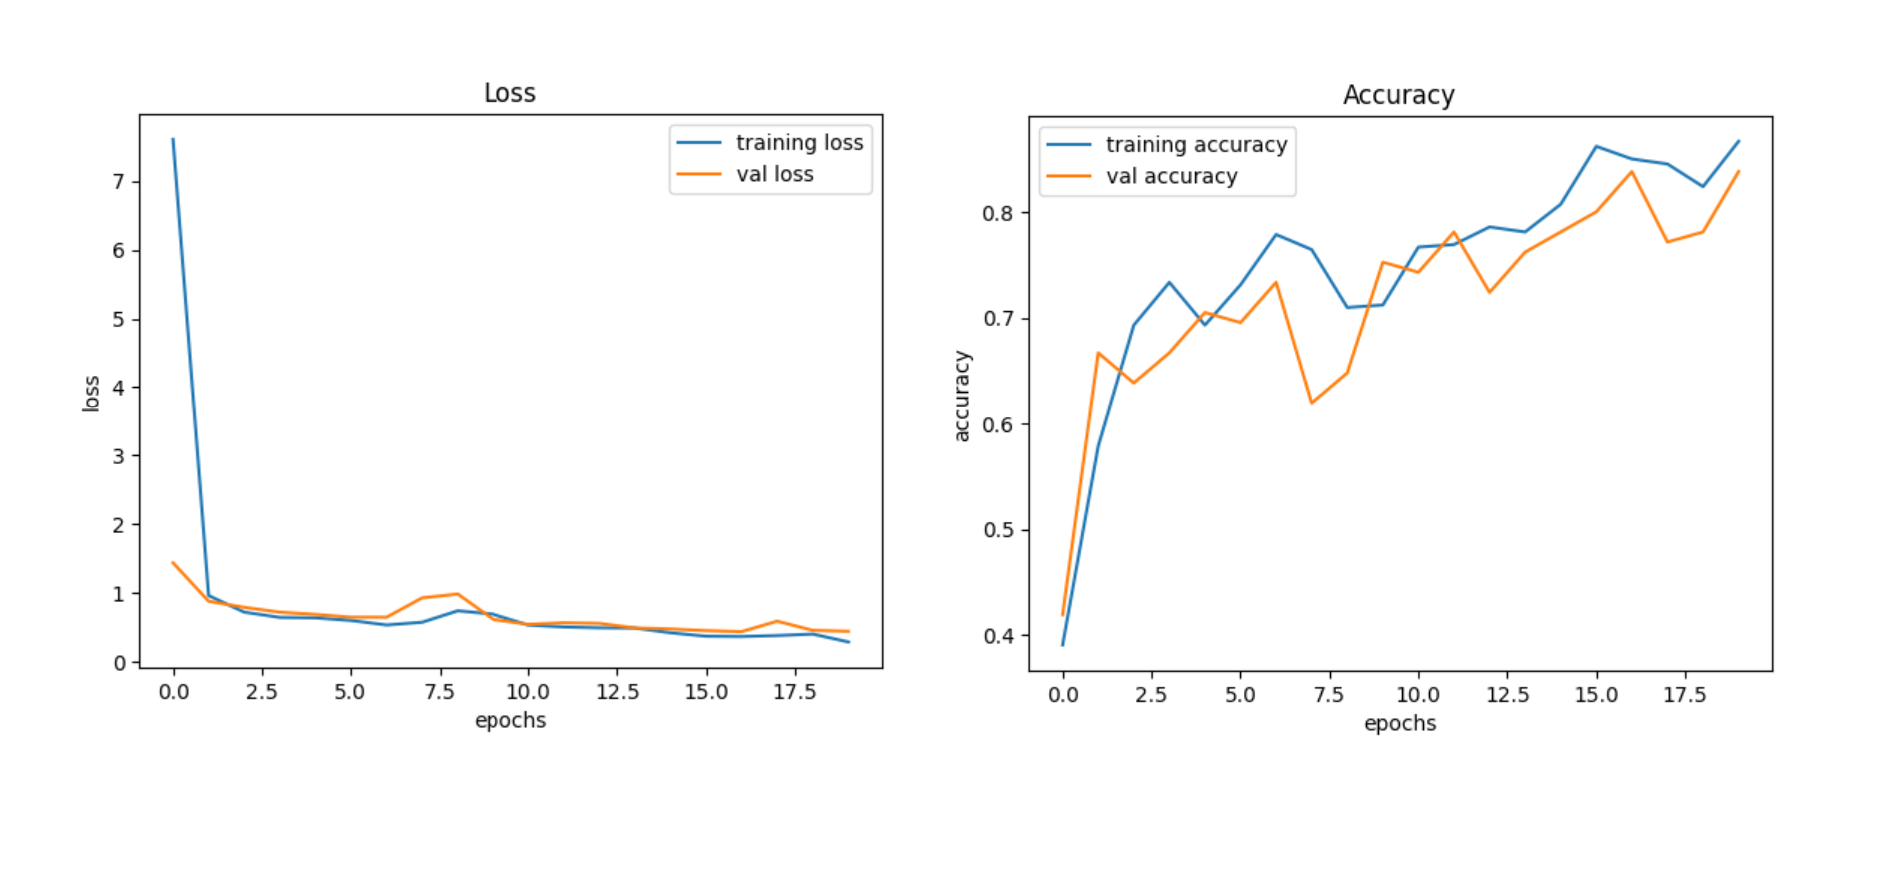 Loss
training loss
val loss
7
6
5
4
3
2
1
0
loss
0.0 2.5 5.0 7.5 10.0 12.5 15.0 17.5
epochs
Accuracy
training accuracy
val accuracy
0.8
0.7
0.6
0.5
0.4
accuracy
0.0 2.5 5.0 7.5 10.0 12.5 15.0 17.5
epochs